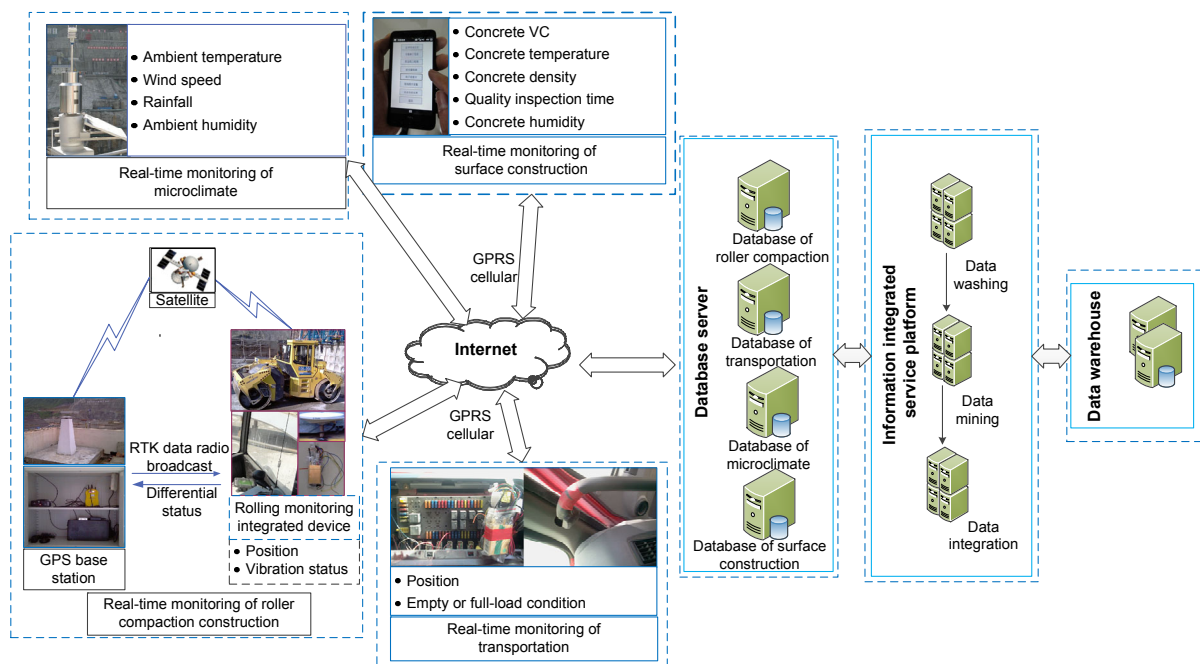 Ambient temperature
Wind speed
Rainfall
Ambient humidity
Real-time monitoring of
microclimate
Concrete VC
Concrete temperature
Concrete density
Quality inspection time
Concrete humidity
Real-time monitoring of
surface construction
GPRS
cellular
Satellite
RTK data radio
broadcast
Differential
status
GPS base
station
Rolling monitoring
integrated device
Position
Vibration status
Real-time monitoring of roller
compaction construction
Internet
GPRS
cellular
Position
Empty or full-load condition
Real-time monitoring of
transportation
Database server
Database of
roller compaction
Database of
transportation
Database of
microclimate
Database of surface
construction
Information integrated
service platform
Data
washing
Data
mining
Data
integration
Data warehouse